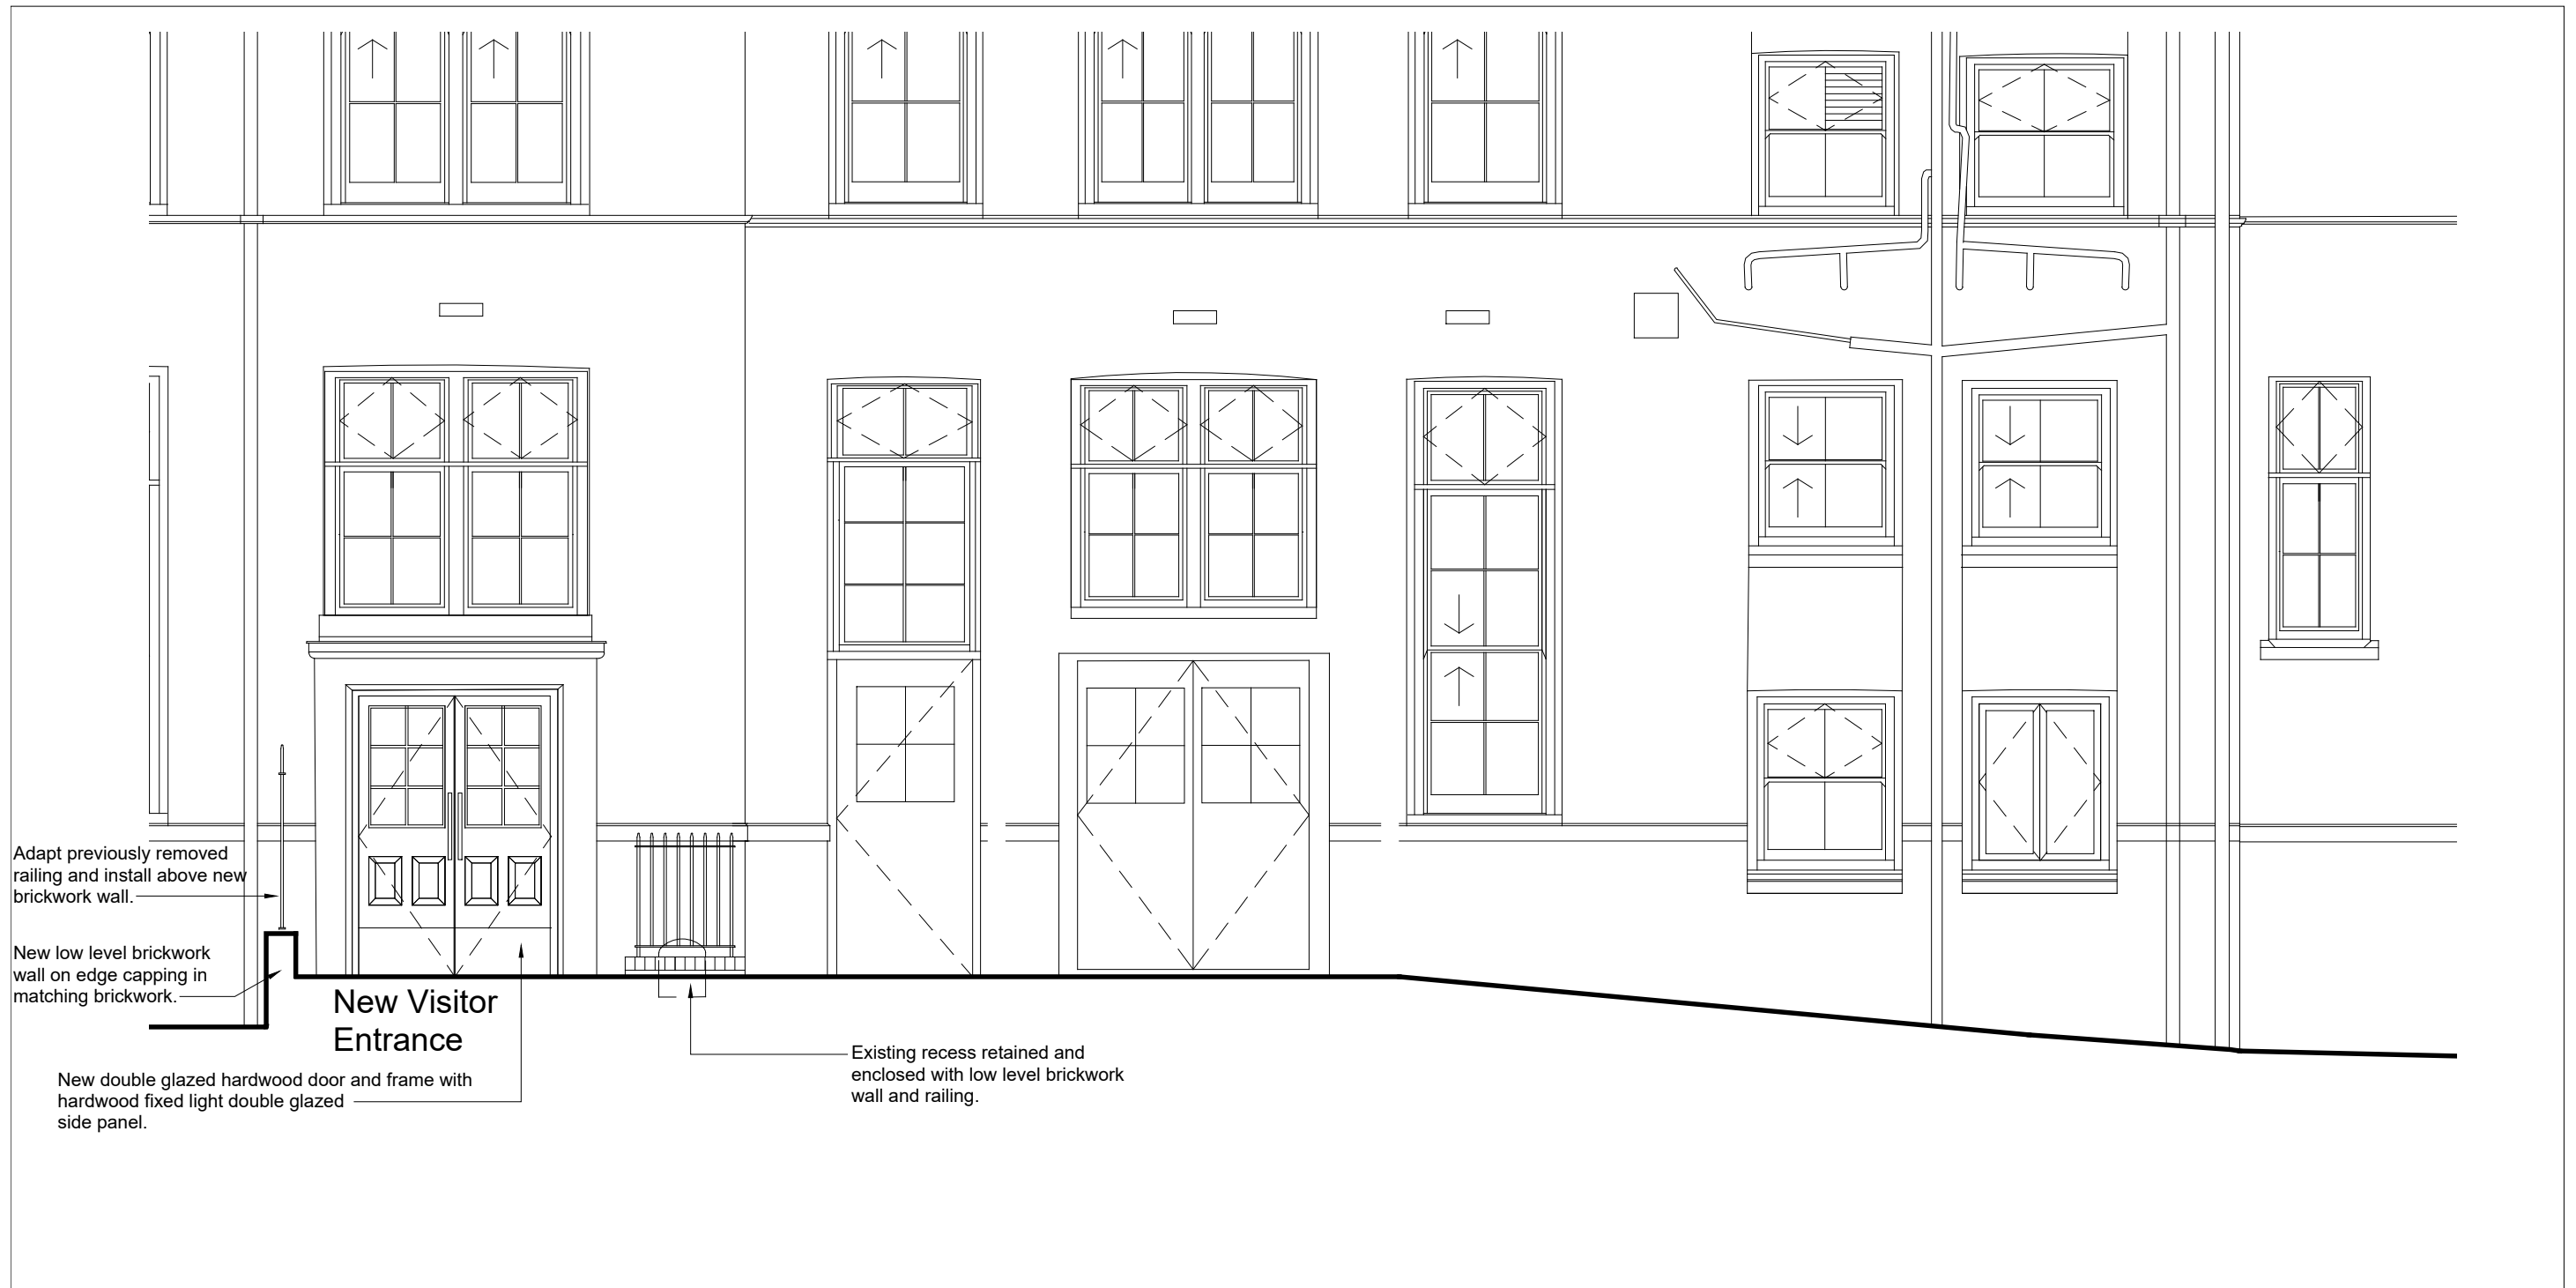 Adapt previously removed
railing and install above new
brickwork wall.
New low level brickwork
wall on edge capping in
matching brickwork.
New Visitor
Entrance
New double glazed hardwood door and frame with
hardwood fixed light double glazed
side panel.
Existing recess retained and
enclosed with low level brickwork
wall and railing.